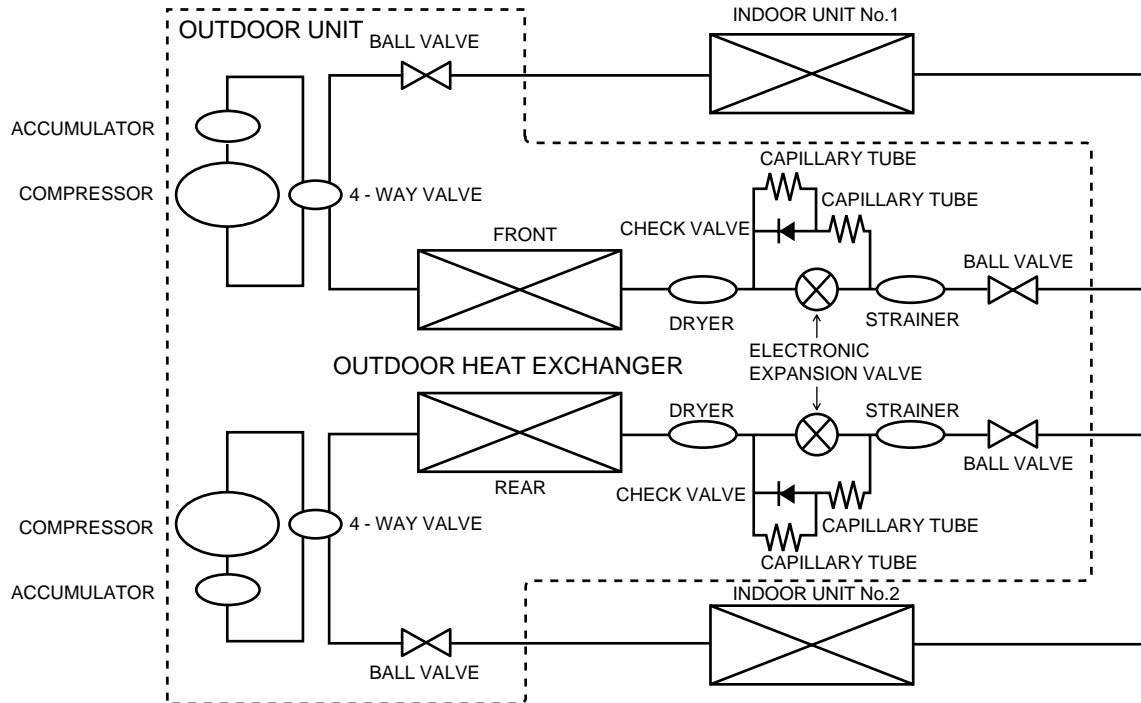 INDOOR UNIT No.1
OUTDOOR UNIT
BALL VALVE
ACCUMULATOR
COMPRESSOR
4 - WAY VALVE
CAPILLARY TUBE
CAPILLARY TUBE
CHECK VALVE
FRONT
BALL VALVE
DRYER
STRAINER
ELECTRONIC
EXPANSION VALVE
OUTDOOR HEAT EXCHANGER
DRYER
STRAINER
BALL VALVE
REAR
CHECK VALVE
CAPILLARY TUBE
CAPILLARY TUBE
COMPRESSOR
4 - WAY VALVE
ACCUMULATOR
INDOOR UNIT No.2
BALL VALVE